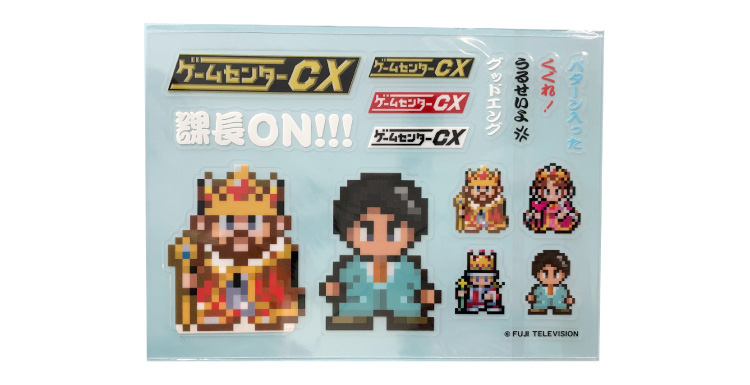 ゲームセンターCX
ゲームセンターCX
ゲームセンターCX
ゲームセンターCX
課長ON!!!
パターン入った
くぐれ!
うるせいよ
グッドエング
© FUJI TELEVISION